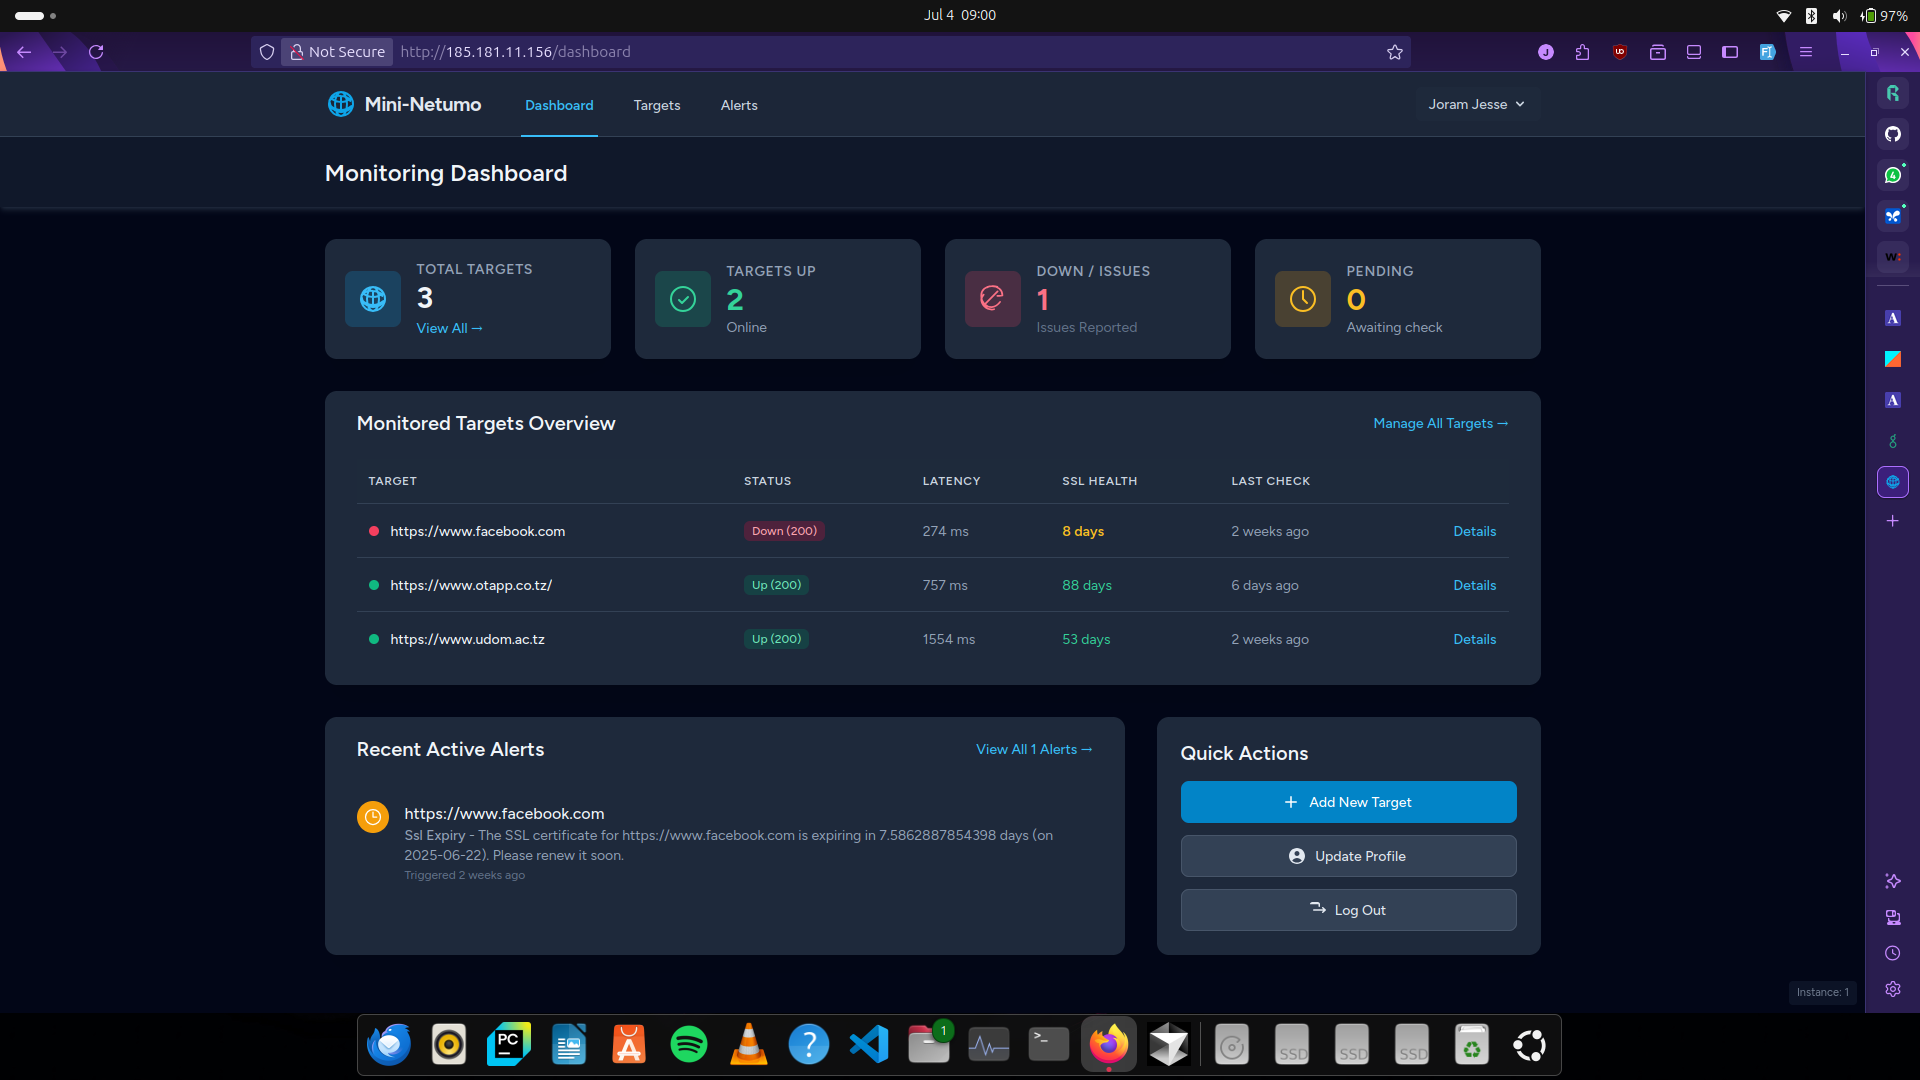 Jul 4 09:00
97%
Not Secure
http://185.181.11.156/dashboard
J
Mini-Netumo
Dashboard
Targets
Alerts
Joram Jesse
Monitoring Dashboard
TOTAL TARGETS
3
View All →
TARGETS UP
2
Online
DOWN / ISSUES
1
Issues Reported
PENDING
0
Awaiting check
Monitored Targets Overview
Manage All Targets →
TARGET STATUS LATENCY SSL HEALTH LAST CHECK
https://www.facebook.com Down (200) 274 ms 8 days 2 weeks ago Details
https://www.otapp.co.tz/ Up (200) 757 ms 88 days 6 days ago Details
https://www.udom.ac.tz Up (200) 1554 ms 53 days 2 weeks ago Details
Recent Active Alerts
View All 1 Alerts →
https://www.facebook.com
Ssl Expiry - The SSL certificate for https://www.facebook.com is expiring in 7.5862887854398 days (on
2025-06-22). Please renew it soon.
Triggered 2 weeks ago
Quick Actions
Add New Target
Update Profile
Log Out
Instance: 1
4
A
A
PC
1
SSD
SSD
SSD